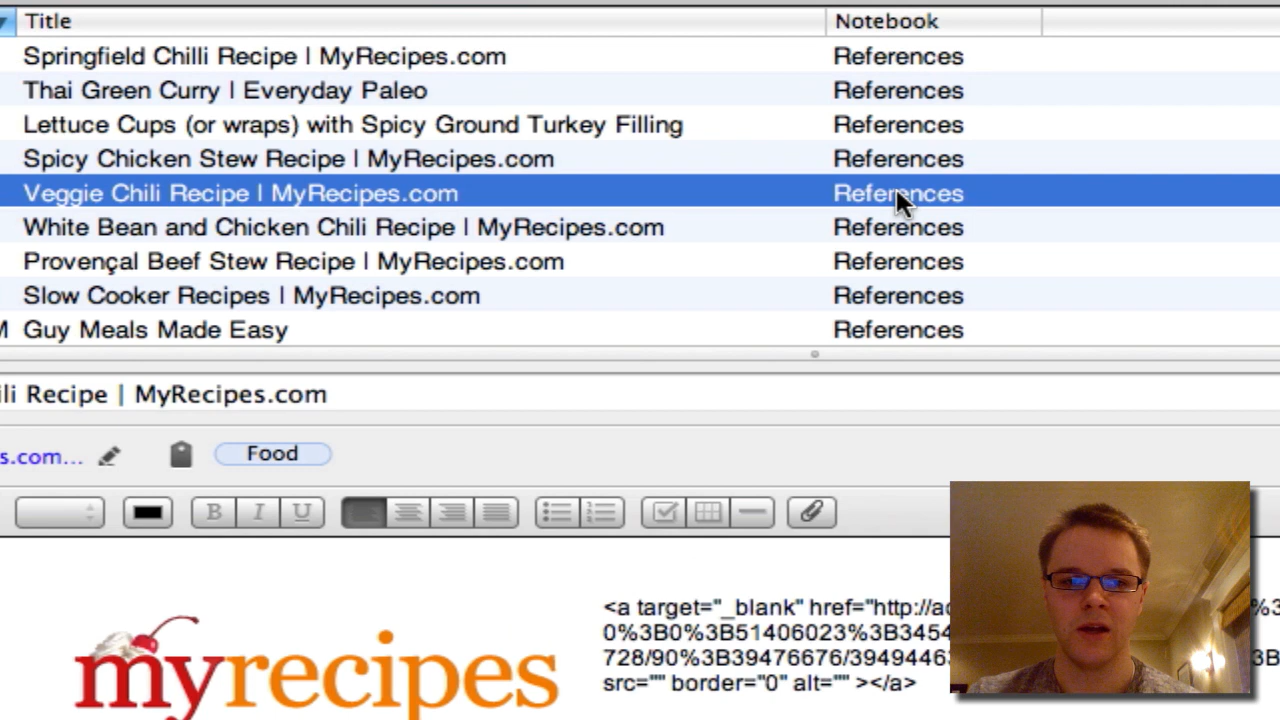 Title Notebook
Springfield Chilli Recipe | MyRecipes.com References
Thai Green Curry | Everyday Paleo References
Lettuce Cups (or wraps) with Spicy Ground Turkey Filling References
Spicy Chicken Stew Recipe | MyRecipes.com References
Veggie Chili Recipe | MyRecipes.com References
White Bean and Chicken Chili Recipe | MyRecipes.com References
Provençal Beef Stew Recipe | MyRecipes.com References
Slow Cooker Recipes | MyRecipes.com References
M Guy Meals Made Easy References
ili Recipe | MyRecipes.com
s.com... Food
B I U
<a target="_blank" href="http://ad %3
0%3B0%3B51406023%3B3454
728/90%3B39476676/3949446 3B
src="" border="0" alt="" ></a>
myrecipes